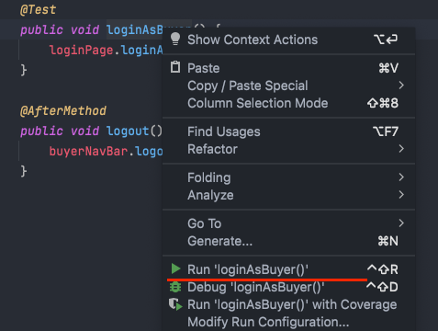 @Test
public void loginAsBuyer() {
loginPage.loginA
}
@AfterMethod
public void logout()
buyerNavBar.logo
}
Show Context Actions ⌥⏎
Paste ⌘V
Copy / Paste Special >
Column Selection Mode ⇧⌘8
Find Usages ⌥F7
Refactor >
Folding >
Analyze >
Go To >
Generate... ⌘N
Run 'loginAsBuyer()' ^⇧R
Debug 'loginAsBuyer()' ^⇧D
Run 'loginAsBuyer()' with Coverage
Modify Run Configuration...